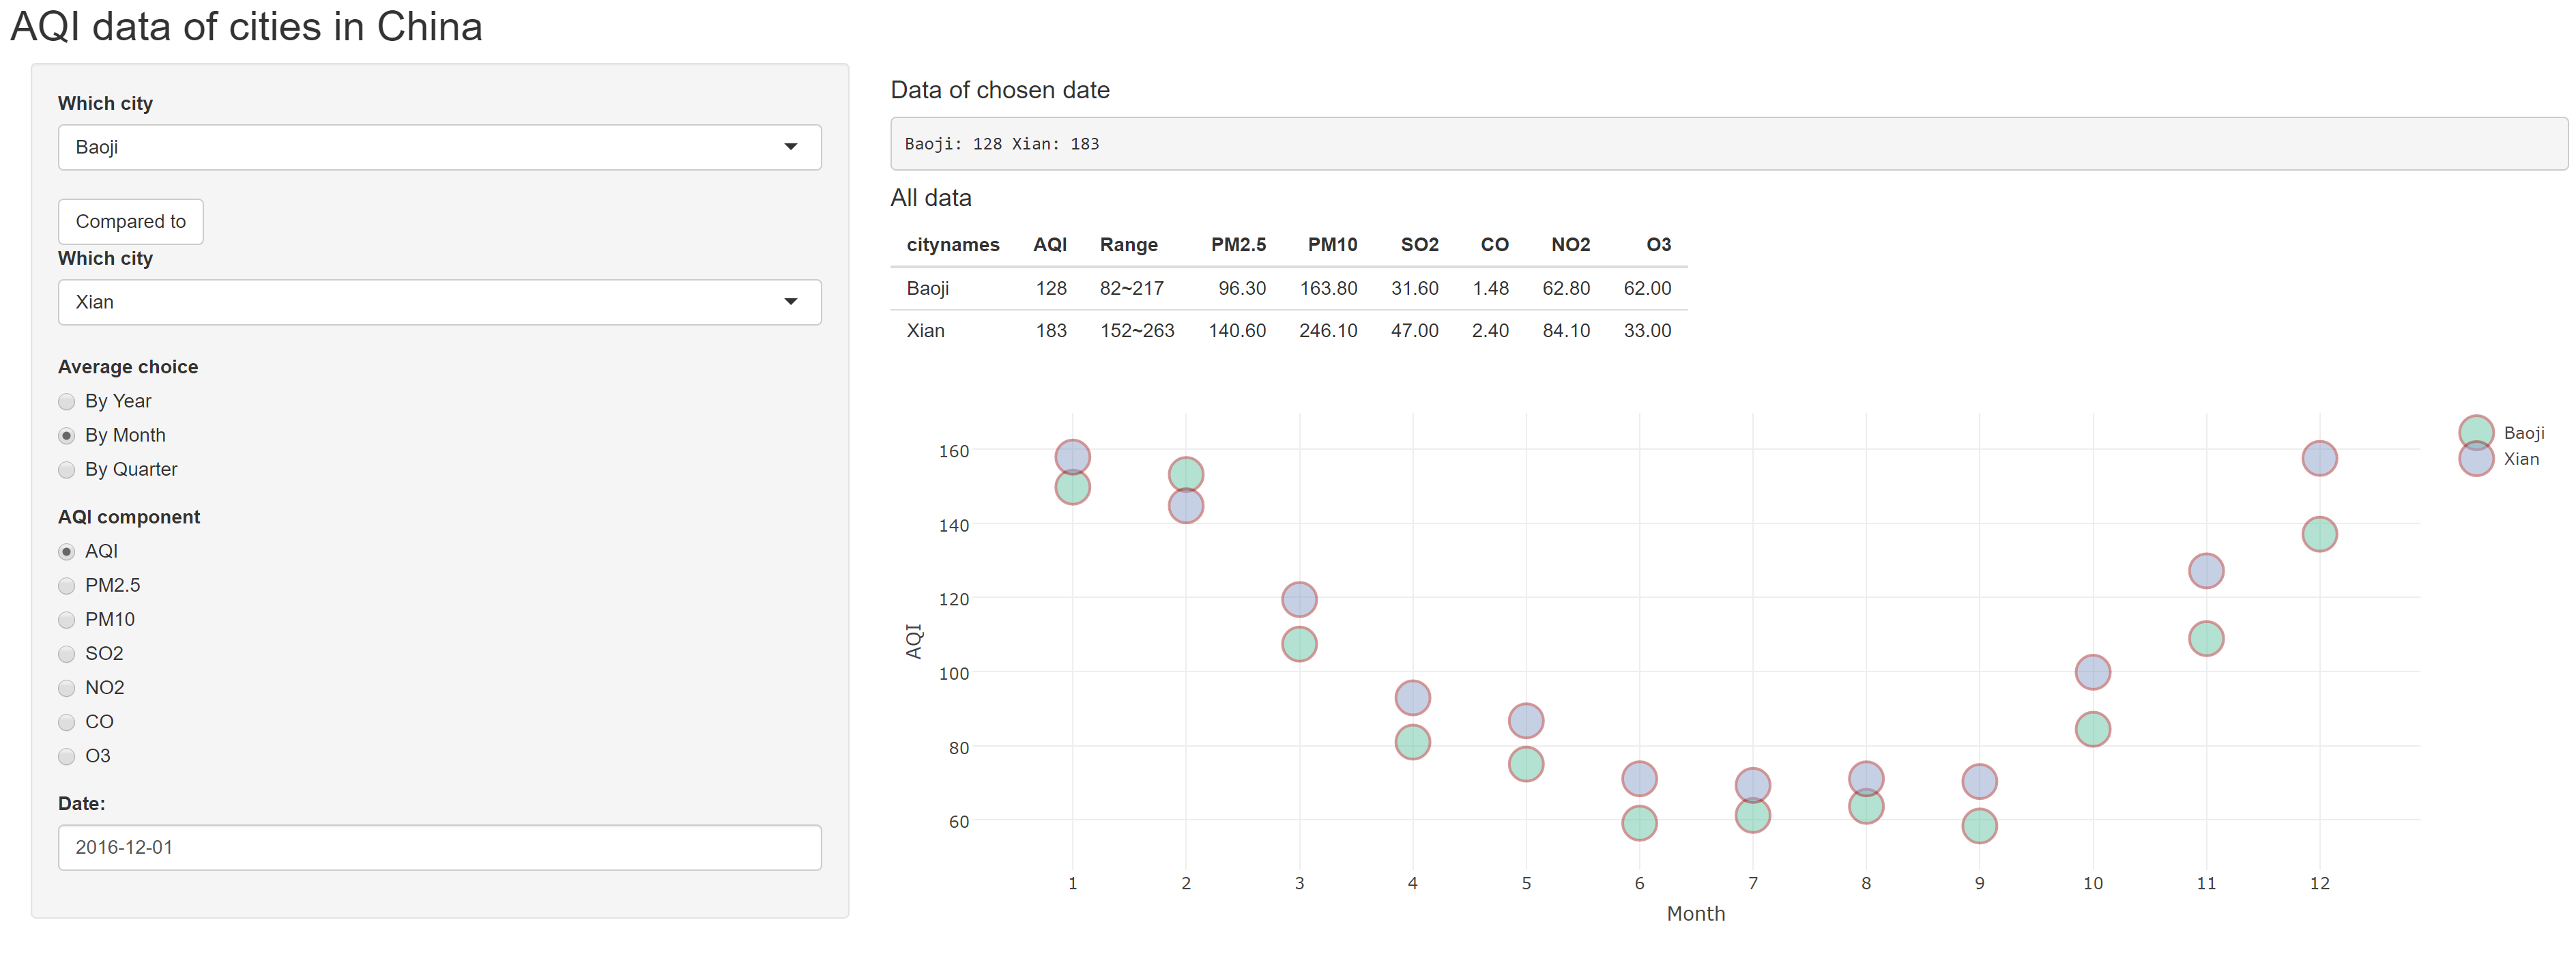 AQI data of cities in China
Which city
Baoji
Compared to
Which city
Xian
Average choice
By Year
By Month
By Quarter
AQI component
AQI
PM2.5
PM10
SO2
NO2
CO
O3
Date:
2016-12-01
Data of chosen date
Baoji: 128 Xian: 183
All data
citynames AQI Range PM2.5 PM10 SO2 CO NO2 O3
Baoji 128 82~217 96.30 163.80 31.60 1.48 62.80 62.00
Xian 183 152~263 140.60 246.10 47.00 2.40 84.10 33.00
Baoji
Xian
160
140
120
100
80
60
AQI
1 2 3 4 5 6 7 8 9 10 11 12
Month